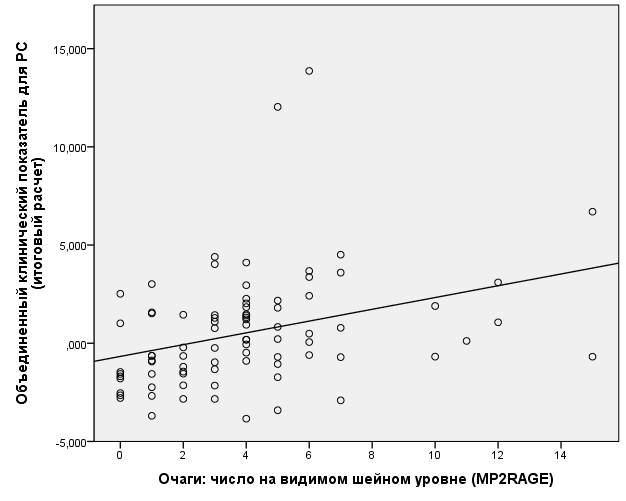 Объединенный клинический показатель для РС
(итоговый расчет)
15,000
10,000
5,000
,000
-5,000
0 2 4 6 8 10 12 14
Очаги: число на видимом шейном уровне (MP2RAGE)